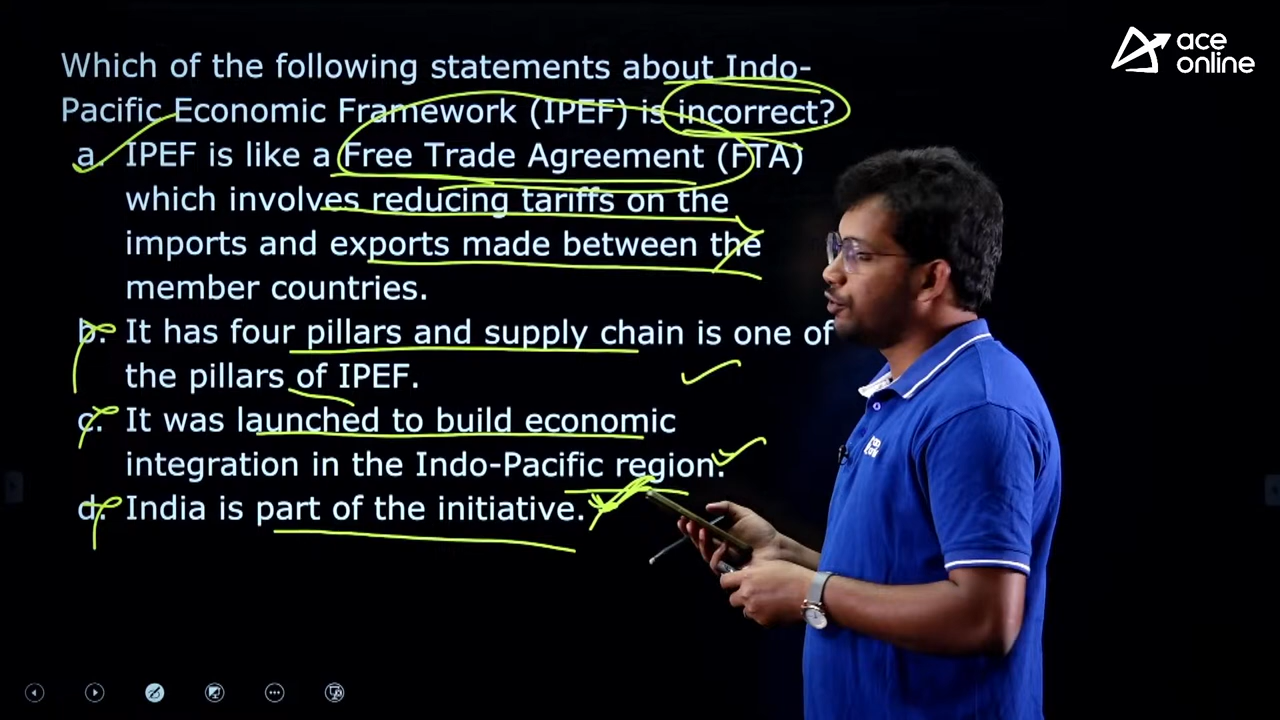 ace
online
Which of the following statements about Indo-
Pacific Economic Framework (IPEF) is incorrect?
a. IPEF is like a Free Trade Agreement (FTA)
which involves reducing tariffs on the
imports and exports made between the
member countries.
b. It has four pillars and supply chain is one of
the pillars of IPEF.
c. It was launched to build economic
integration in the Indo-Pacific region.
d. India is part of the initiative.